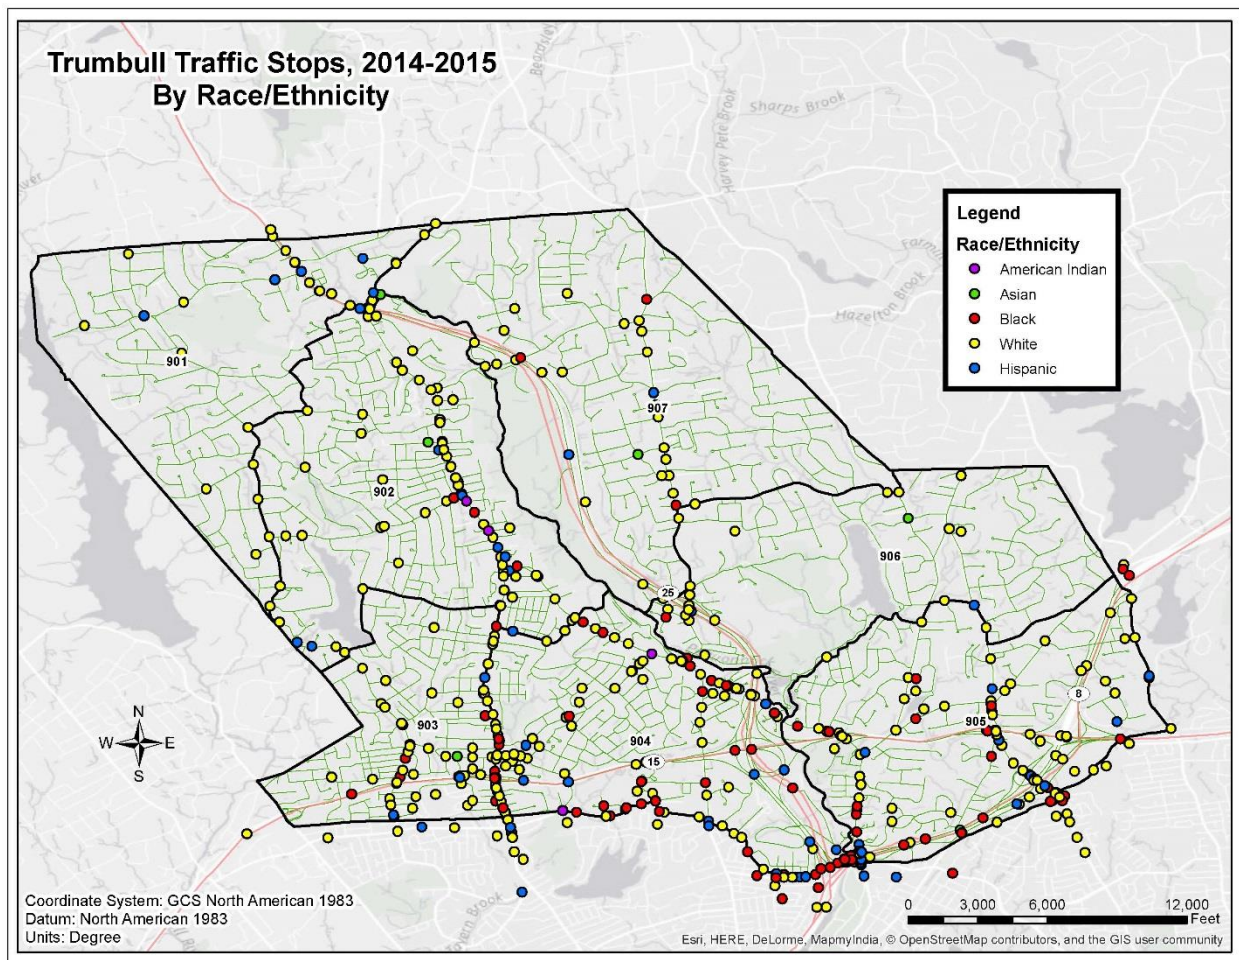 Trumbull Traffic Stops, 2014-2015
By Race/Ethnicity
Beardsley
Sharps Brook
Harvey Pete Brook
Hazelton Brook
Legend
Race/Ethnicity
American Indian
Asian
Black
White
Hispanic
901
907
902
906
25
8
903
904
905
15
N
W E
S
Coordinate System: GCS North American 1983
Datum: North American 1983
Units: Degree
0 3,000 6,000 12,000
Feet
Esri, HERE, DeLorme, MapmyIndia, © OpenStreetMap contributors, and the GIS user community